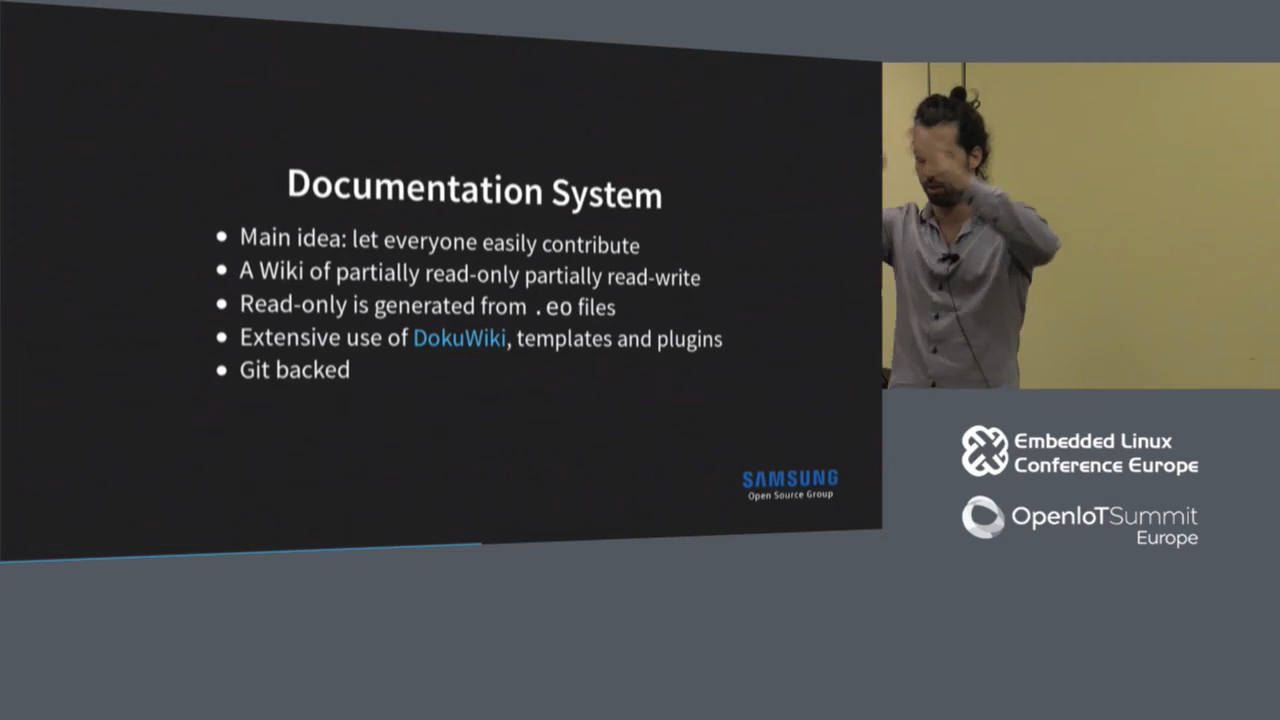 Documentation System
Main idea: let everyone easily contribute
A Wiki of partially read-only partially read-write
Read-only is generated from .eo files
Extensive use of DokuWiki, templates and plugins
Git backed
SAMSUNG
Open Source Group
Embedded Linux
Conference Europe
OpenIoTSummit
Europe